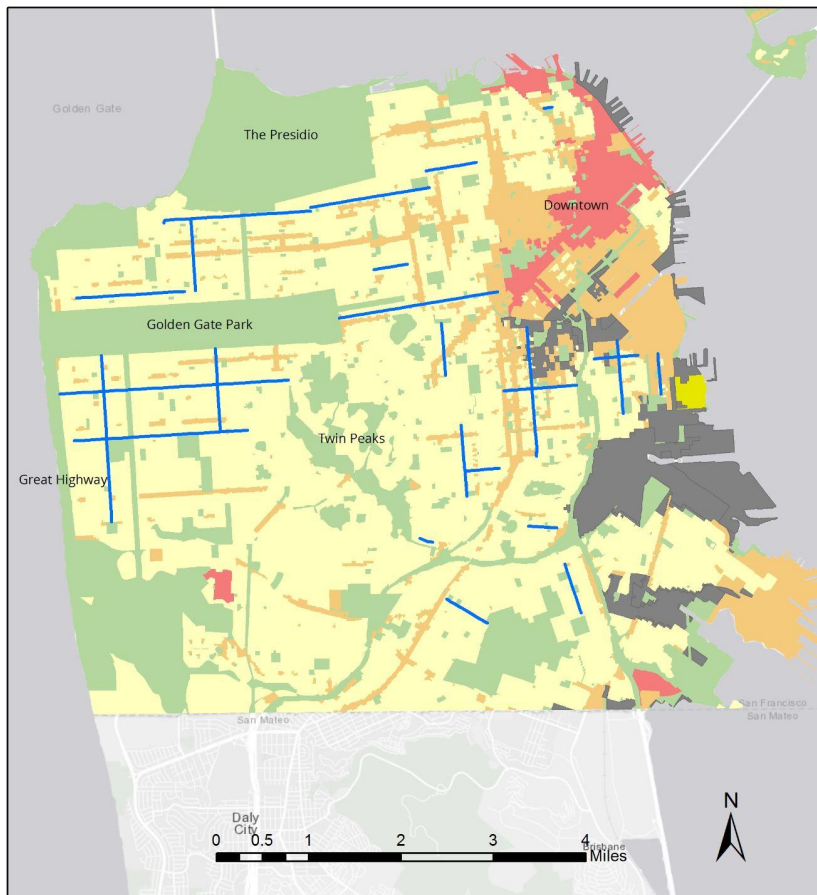 Golden Gate
The Presidio
Downtown
Golden Gate Park
Twin Peaks
Great Highway
San Francisco
San Mateo
San Mateo
N
Daly
City
0 0.5 1 2 3 4
Miles
Brisbane